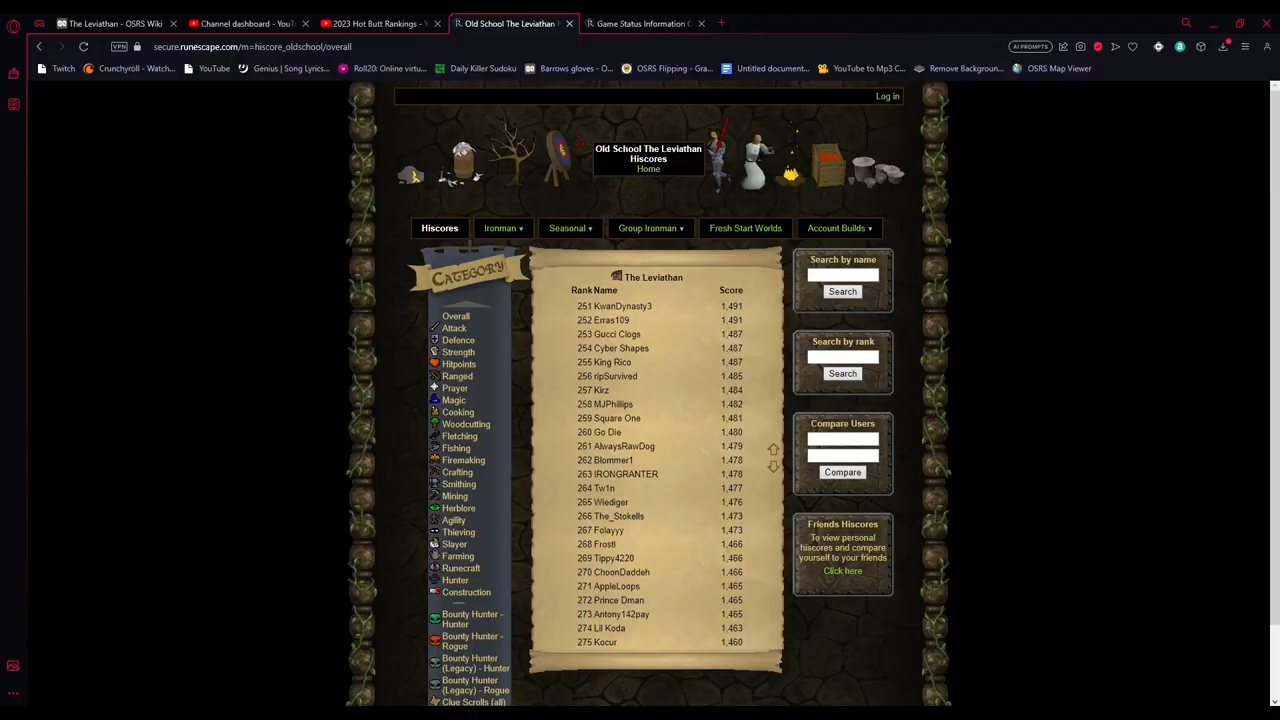 The Leviathan - OSRS Wiki
Channel dashboard - YouT
2023 Hot Butt Rankings - Y
Old School The Leviathan
Game Status Information C
VPN
secure.runescape.com/m=hiscore_oldschool/overall
AI PROMPTS
Twitch
Crunchyroll - Watch...
YouTube
Genius | Song Lyrics...
Roll20: Online virtu...
Daily Killer Sudoku
Barrows gloves - O...
OSRS Flipping - Gra...
Untitled document...
YouTube to Mp3 C...
Remove Backgroun...
OSRS Map Viewer
Log in
Old School The Leviathan
Hiscores
Home
Hiscores
Ironman
Seasonal
Group Ironman
Fresh Start Worlds
Account Builds
CATEGORY
Overall
Attack
Defence
Strength
Hitpoints
Ranged
Prayer
Magic
Cooking
Woodcutting
Fletching
Fishing
Firemaking
Crafting
Smithing
Mining
Herblore
Agility
Thieving
Slayer
Farming
Runecraft
Hunter
Construction
Bounty Hunter -
Hunter
Bounty Hunter -
Rogue
Bounty Hunter
(Legacy) - Hunter
Bounty Hunter
(Legacy) - Rogue
Clue Scrolls (all)
The Leviathan
Rank Name Score
251 KwanDynasty3 1,491
252 Erras109 1,491
253 Gucci Clogs 1,487
254 Cyber Shapes 1,487
255 King Rico 1,487
256 ripSurvived 1,485
257 Kirz 1,484
258 MJPhillips 1,482
259 Square One 1,481
260 Go Die 1,480
261 AlwaysRawDog 1,479
262 Blommer1 1,478
263 IRONGRANTER 1,478
264 Tw1n 1,477
265 Wiediger 1,476
266 The_Stokells 1,473
267 Folayyy 1,473
268 Frostl 1,466
269 Tippy4220 1,466
270 ChoonDaddeh 1,466
271 AppleLoops 1,465
272 Prince Dman 1,465
273 Antony142pay 1,465
274 Lil Koda 1,463
275 Kocur 1,460
Search by name
Search
Search by rank
Search
Compare Users
Compare
Friends Hiscores
To view personal
hiscores and compare
yourself to your friends
Click here